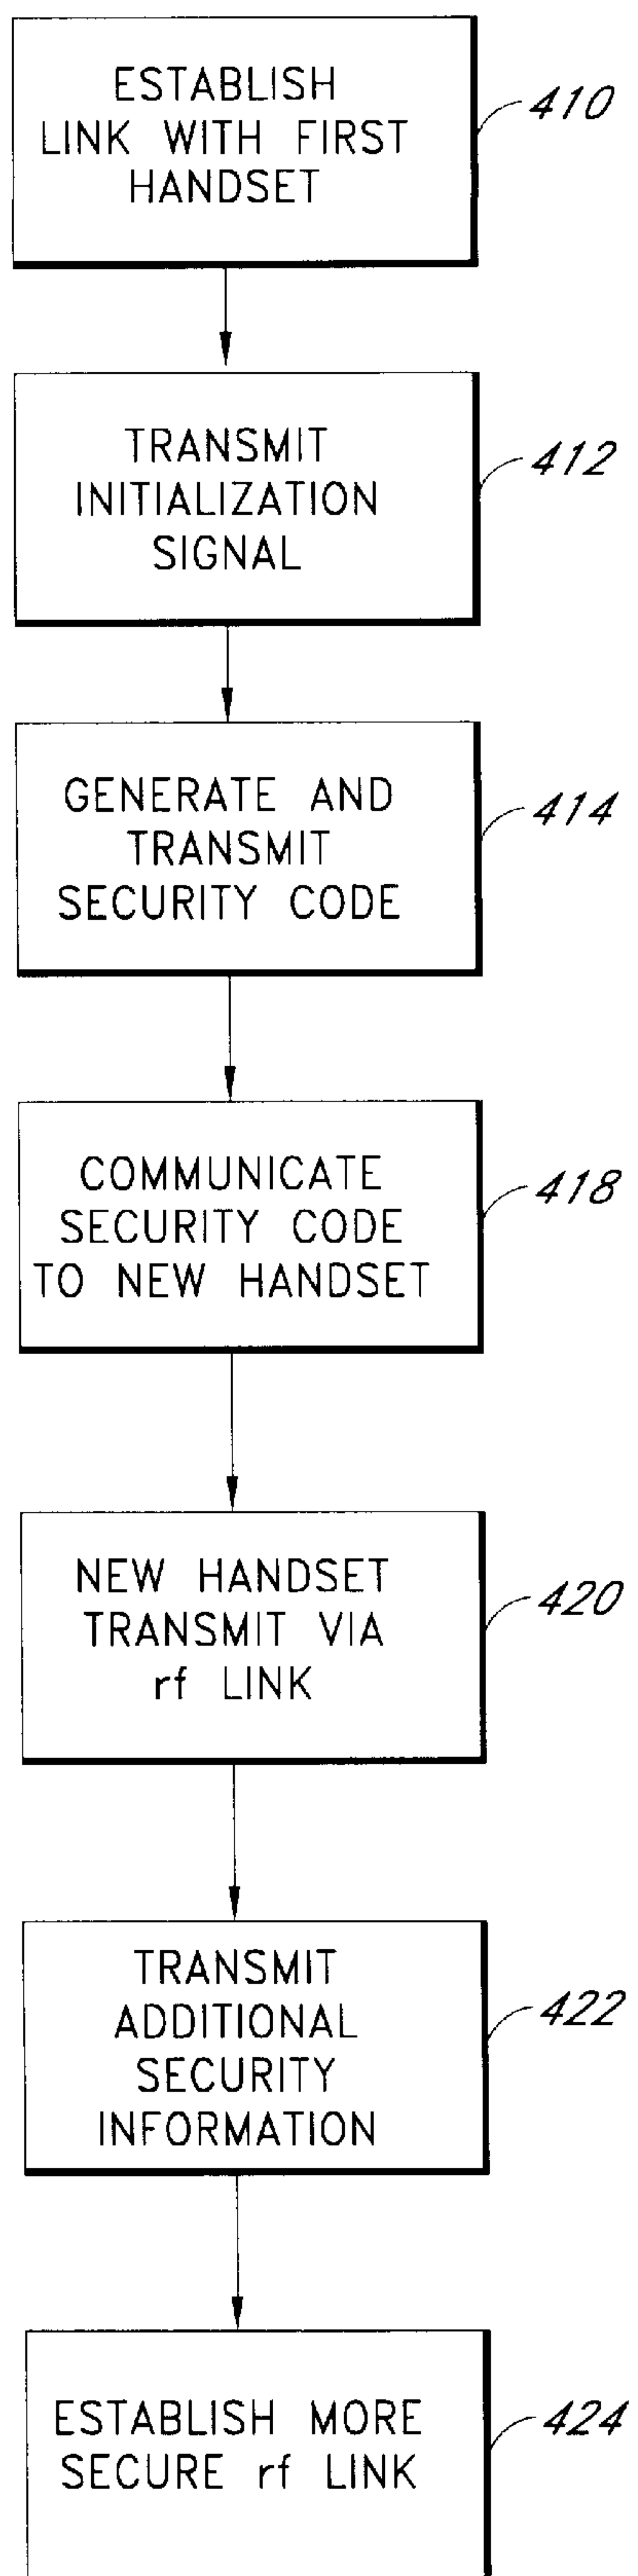 ESTABLISH
LINK WITH FIRST
HANDSET
410
TRANSMIT
INITIALIZATION
SIGNAL
412
GENERATE AND
TRANSMIT
SECURITY CODE
414
COMMUNICATE
SECURITY CODE
TO NEW HANDSET
418
NEW HANDSET
TRANSMIT VIA
rf LINK
420
TRANSMIT
ADDITIONAL
SECURITY
INFORMATION
422
ESTABLISH MORE
SECURE rf LINK
424